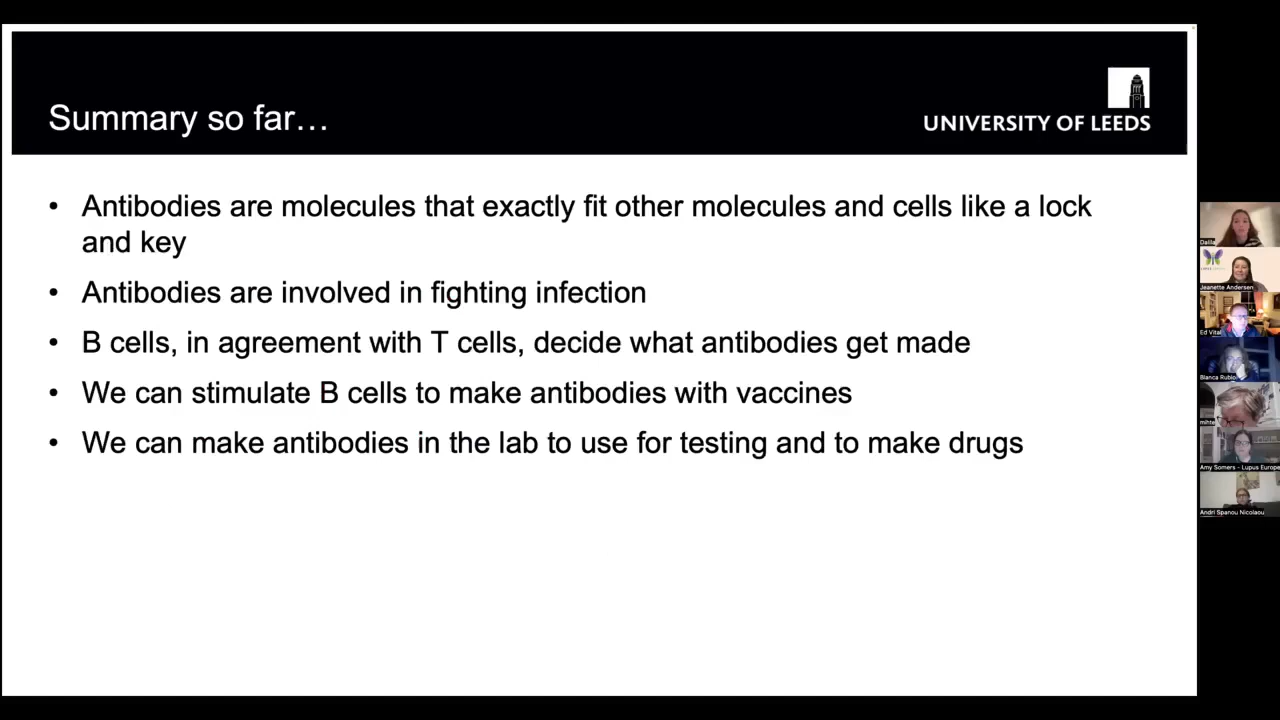 Summary so far...
UNIVERSITY OF LEEDS
• Antibodies are molecules that exactly fit other molecules and cells like a lock
and key
• Antibodies are involved in fighting infection
• B cells, in agreement with T cells, decide what antibodies get made
• We can stimulate B cells to make antibodies with vaccines
• We can make antibodies in the lab to use for testing and to make drugs
Dalila
Jeanette Andersen
Ed Vital
Blanca Rubio
Amy Somers - Lupus Europe
Andri Spanou Nicolaou